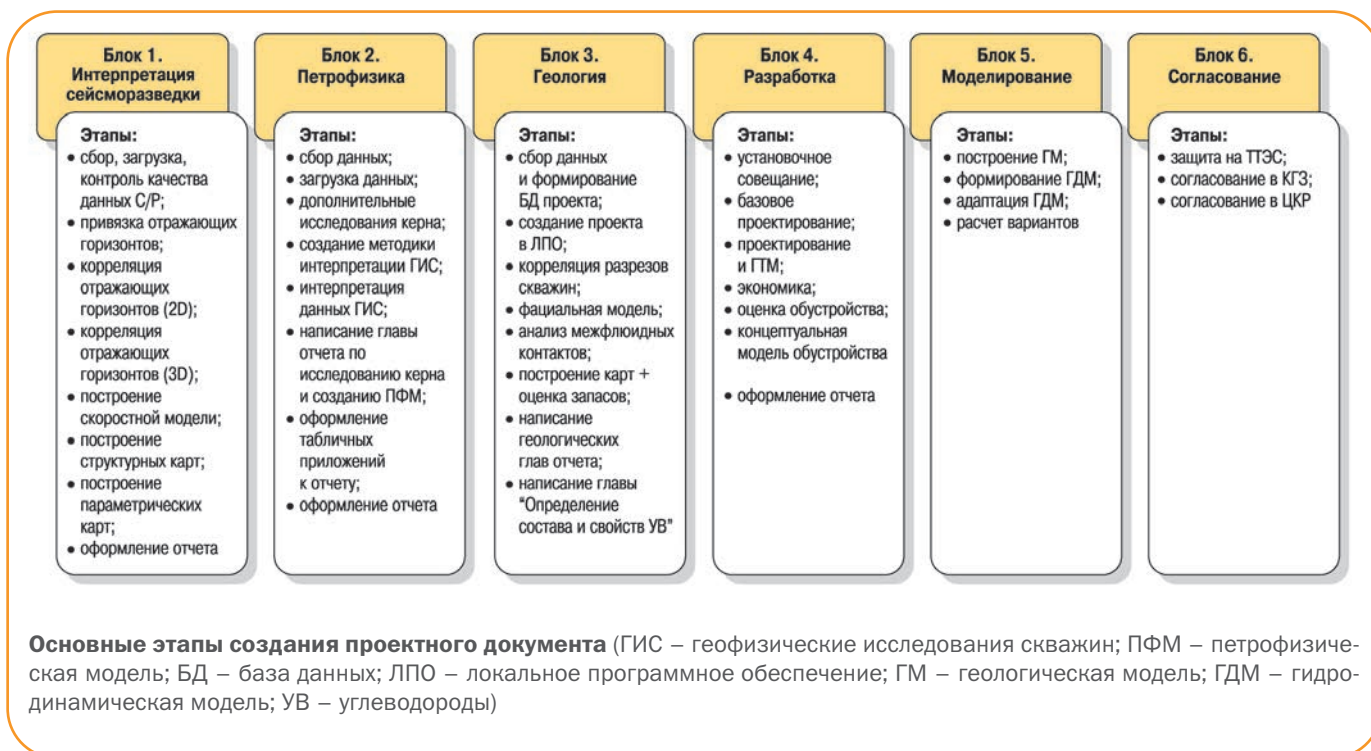 Блок 1.
Интерпретация
сейсморазведки
Этапы:
• сбор, загрузка,
контроль качества
данных С/Р;
• привязка отражающих
горизонтов;
• корреляция
отражающих
горизонтов (2D);
• корреляция
отражающих
горизонтов (3D);
• построение
скоростной модели;
• построение
структурных карт;
• построение
параметрических
карт;
• оформление отчета
Блок 2.
Петрофизика
Этапы:
• сбор данных;
• загрузка данных;
• дополнительные
исследования керна;
• создание методики
интерпретации ГИС;
• интерпретация
данных ГИС;
• написание главы
отчета по
исследованию керна
и созданию ПФМ;
• оформление
табличных
приложений
к отчету;
• оформление отчета
Блок 3.
Геология
Этапы:
• сбор данных
и формирование
БД проекта;
• создание проекта
в ЛПО;
• корреляция разрезов
скважин;
• фациальная модель;
• анализ межфлюидных
контактов;
• построение карт +
оценка запасов;
• написание
геологических
глав отчета;
• написание главы
"Определение
состава и свойств УВ"
Блок 4.
Разработка
Этапы:
• установочное
совещание;
• базовое
проектирование;
• проектирование
и ГТМ;
• экономика;
• оценка обустройства;
• концептуальная
модель обустройства
• оформление отчета
Блок 5.
Моделирование
Этапы:
• построение ГМ;
• формирование ГДМ;
• адаптация ГДМ;
• расчет вариантов
Блок 6.
Согласование
Этапы:
• защита на ТТЭС;
• согласование в КГЗ;
• согласование в ЦКР
Основные этапы создания проектного документа (ГИС – геофизические исследования скважин; ПФМ – петрофизиче-
ская модель; БД – база данных; ЛПО – локальное программное обеспечение; ГМ – геологическая модель; ГДМ – гидро-
динамическая модель; УВ – углеводороды)